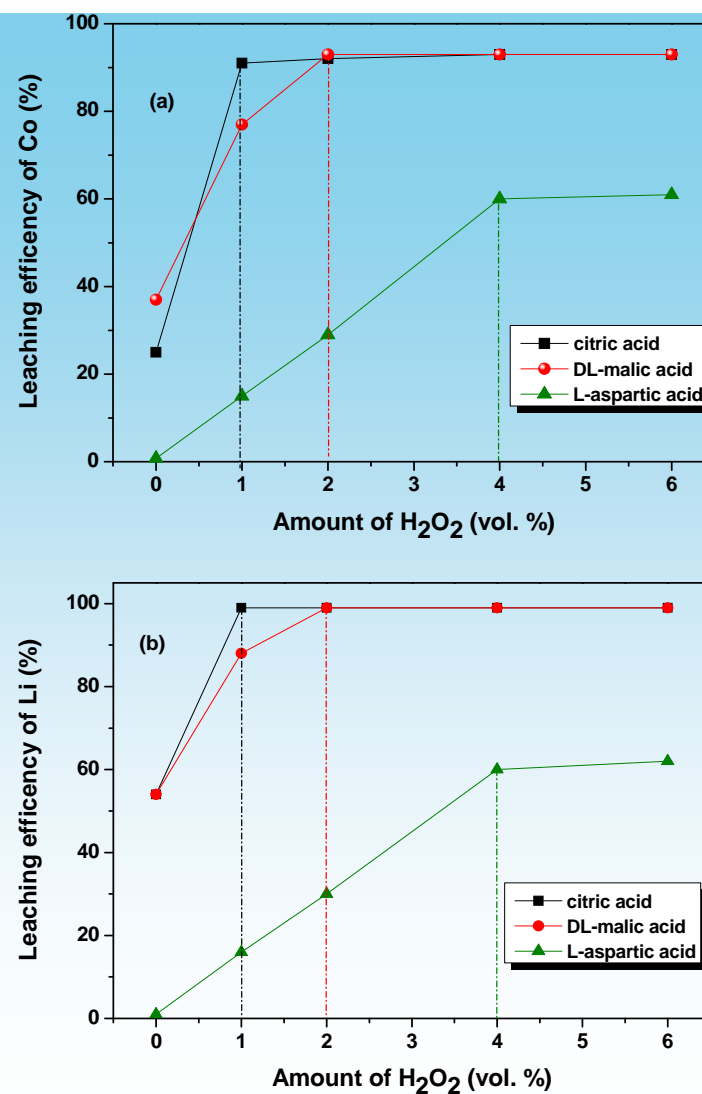 100
80
60
40
20
0
Leaching efficency of Co (%)
(a)
citric acid
DL-malic acid
L-aspartic acid
0 1 2 3 4 5 6
Amount of H₂O₂ (vol. %)
100
80
60
40
20
0
Leaching efficency of Li (%)
(b)
citric acid
DL-malic acid
L-aspartic acid
0 1 2 3 4 5 6
Amount of H₂O₂ (vol. %)